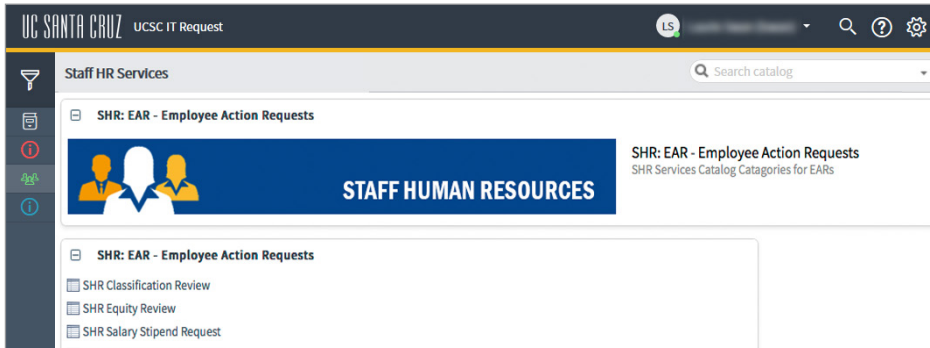 UC SANTA CRUZ UCSC IT Request
LS
Staff HR Services
Search catalog
SHR: EAR - Employee Action Requests
STAFF HUMAN RESOURCES
SHR: EAR - Employee Action Requests
SHR Services Catalog Catagories for EARs
SHR: EAR - Employee Action Requests
SHR Classification Review
SHR Equity Review
SHR Salary Stipend Request